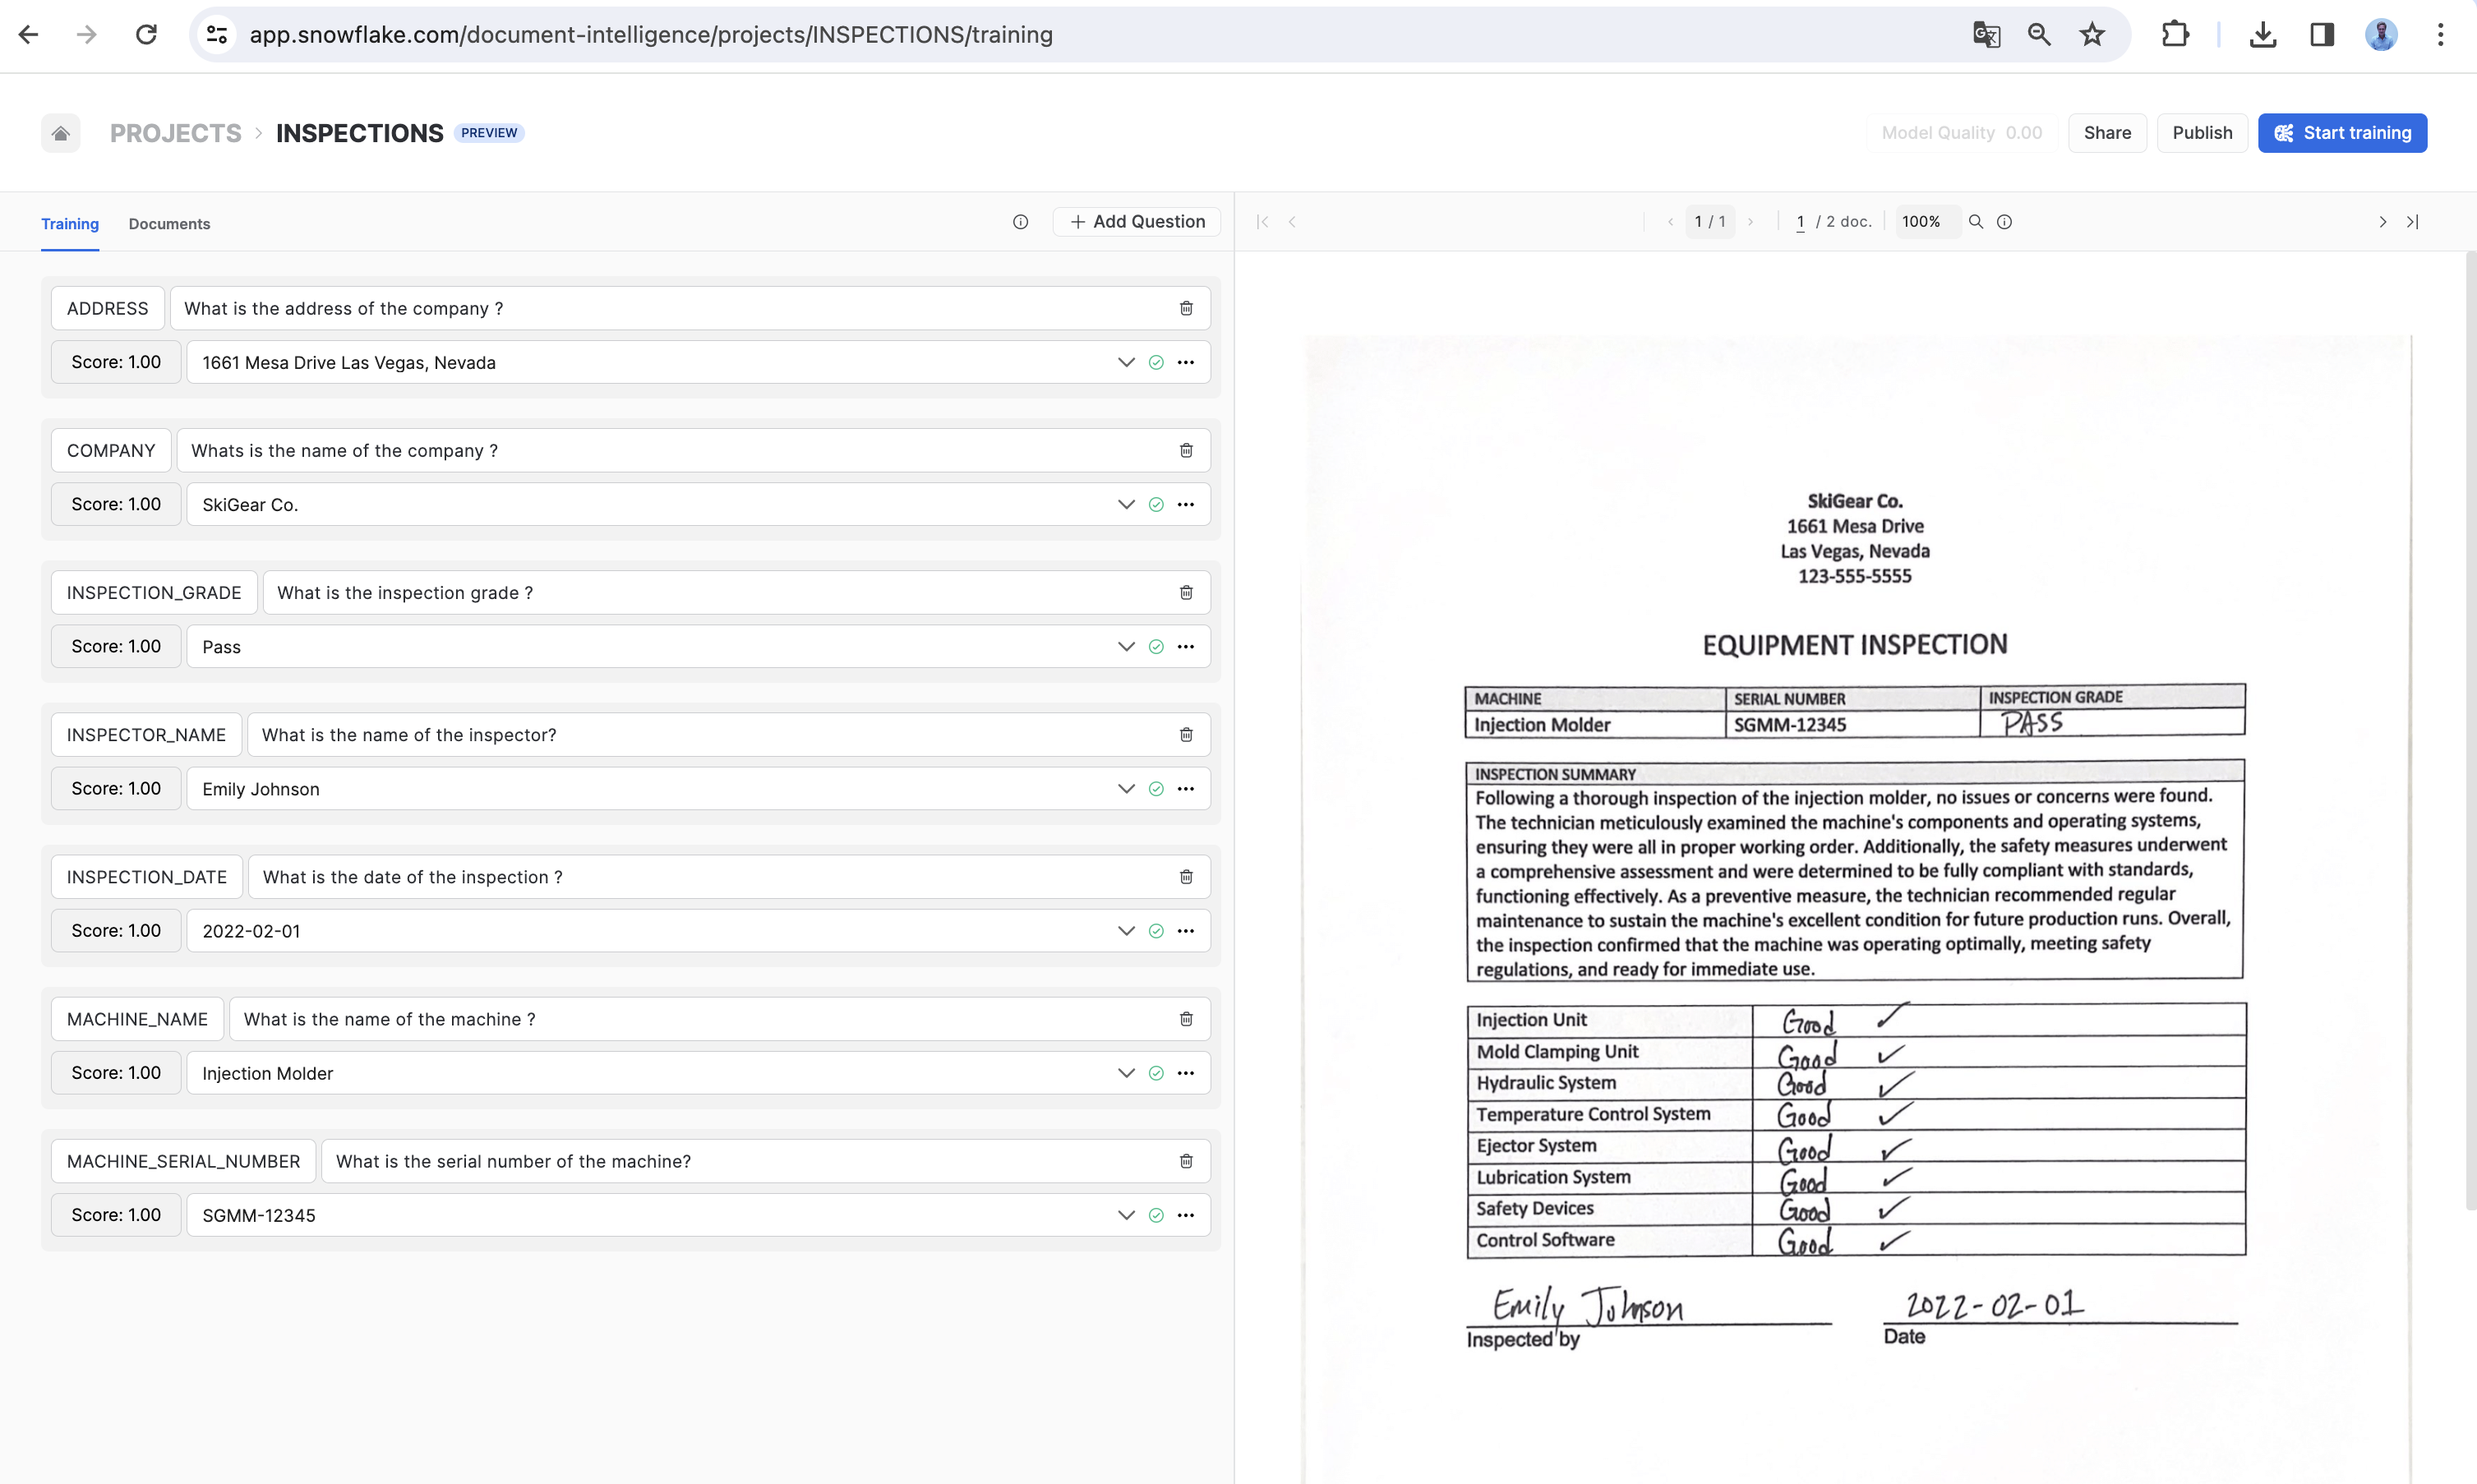 app.snowflake.com/document-intelligence/projects/INSPECTIONS/training
PROJECTS > INSPECTIONS PREVIEW
Model Quality 0.00
Share
Publish
Start training
Training
Documents
+ Add Question
ADDRESS
What is the address of the company ?
Score: 1.00
1661 Mesa Drive Las Vegas, Nevada
COMPANY
Whats is the name of the company ?
Score: 1.00
SkiGear Co.
INSPECTION_GRADE
What is the inspection grade ?
Score: 1.00
Pass
INSPECTOR_NAME
What is the name of the inspector?
Score: 1.00
Emily Johnson
INSPECTION_DATE
What is the date of the inspection ?
Score: 1.00
2022-02-01
MACHINE_NAME
What is the name of the machine ?
Score: 1.00
Injection Molder
MACHINE_SERIAL_NUMBER
What is the serial number of the machine?
Score: 1.00
SGMM-12345
1 / 1
1 / 2 doc.
100%
SkiGear Co.
1661 Mesa Drive
Las Vegas, Nevada
123-555-5555
EQUIPMENT INSPECTION
MACHINE SERIAL NUMBER INSPECTION GRADE
Injection Molder SGMM-12345 PASS
INSPECTION SUMMARY
Following a thorough inspection of the injection molder, no issues or concerns were found.
The technician meticulously examined the machine's components and operating systems,
ensuring they were all in proper working order. Additionally, the safety measures underwent
a comprehensive assessment and were determined to be fully compliant with standards,
functioning effectively. As a preventive measure, the technician recommended regular
maintenance to sustain the machine's excellent condition for future production runs. Overall,
the inspection confirmed that the machine was operating optimally, meeting safety
regulations, and ready for immediate use.
Injection Unit Good ✓
Mold Clamping Unit Good ✓
Hydraulic System Good ✓
Temperature Control System Good ✓
Ejector System Good ✓
Lubrication System Good ✓
Safety Devices Good ✓
Control Software Good ✓
Emily Johnson 2022-02-01
Inspected by Date